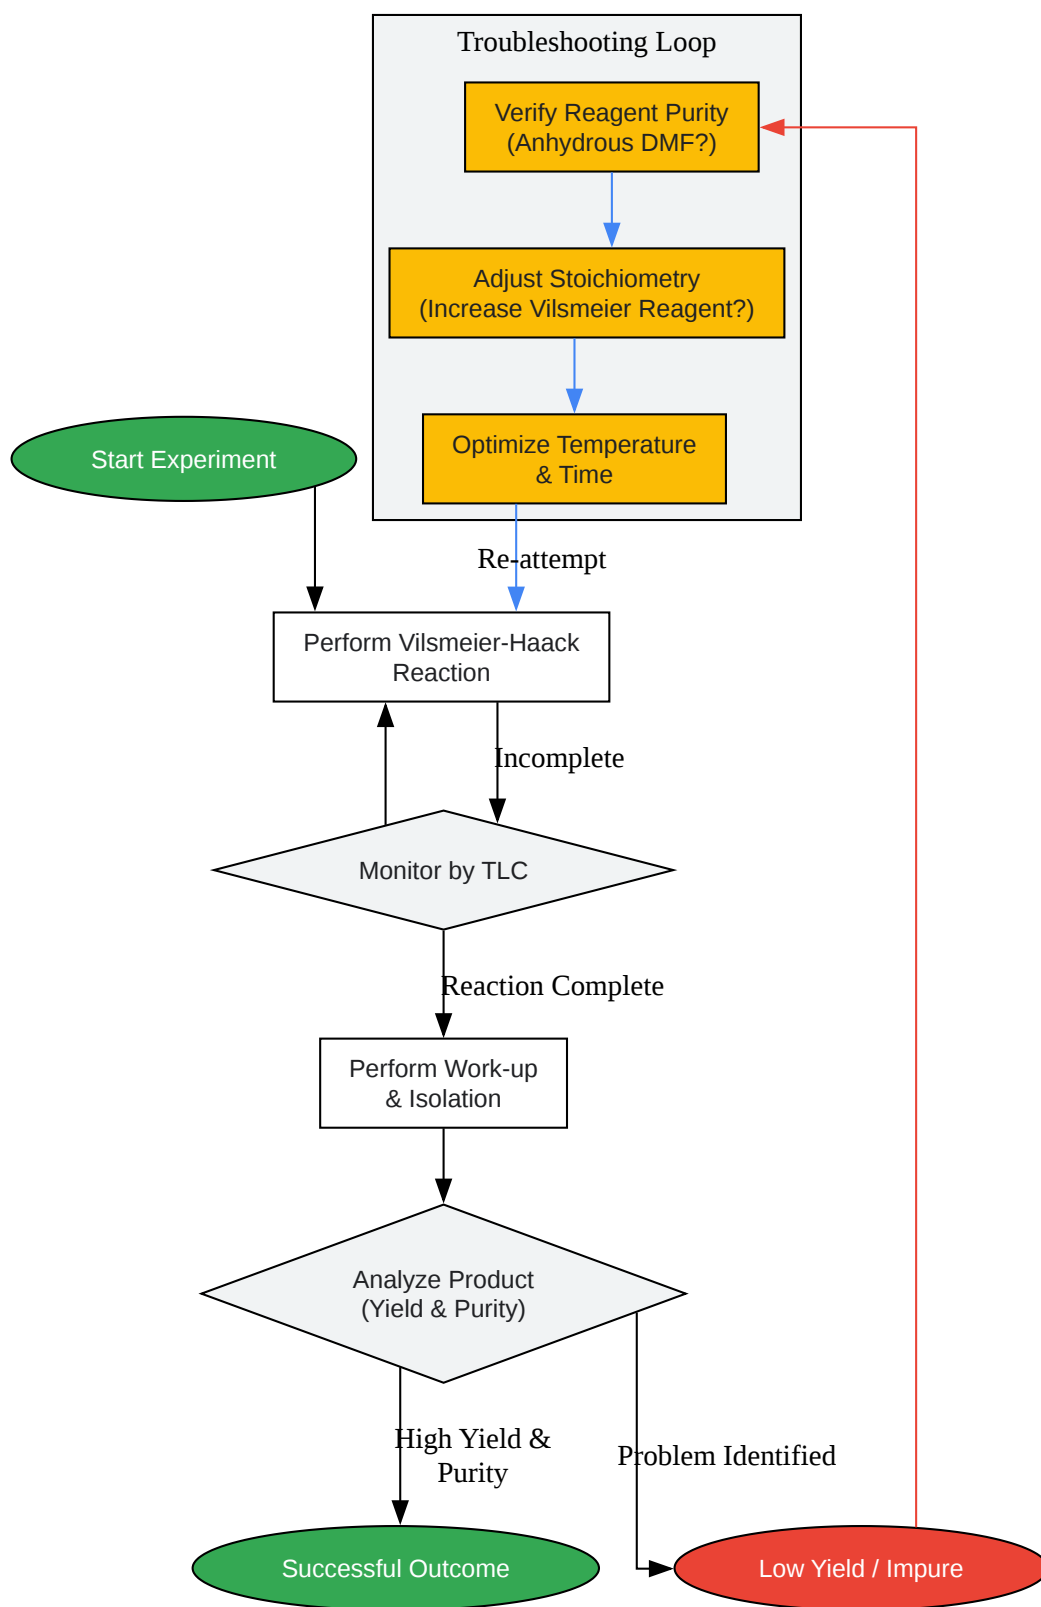 Troubleshooting Loop
Verify Reagent Purity
(Anhydrous DMF?)
Adjust Stoichiometry
(Increase Vilsmeier Reagent?)
Optimize Temperature
& Time
Start Experiment
Re-attempt
Perform Vilsmeier-Haack
Reaction
Incomplete
Monitor by TLC
Reaction Complete
Perform Work-up
& Isolation
Analyze Product
(Yield & Purity)
High Yield &
Purity
Problem Identified
Successful Outcome
Low Yield / Impure